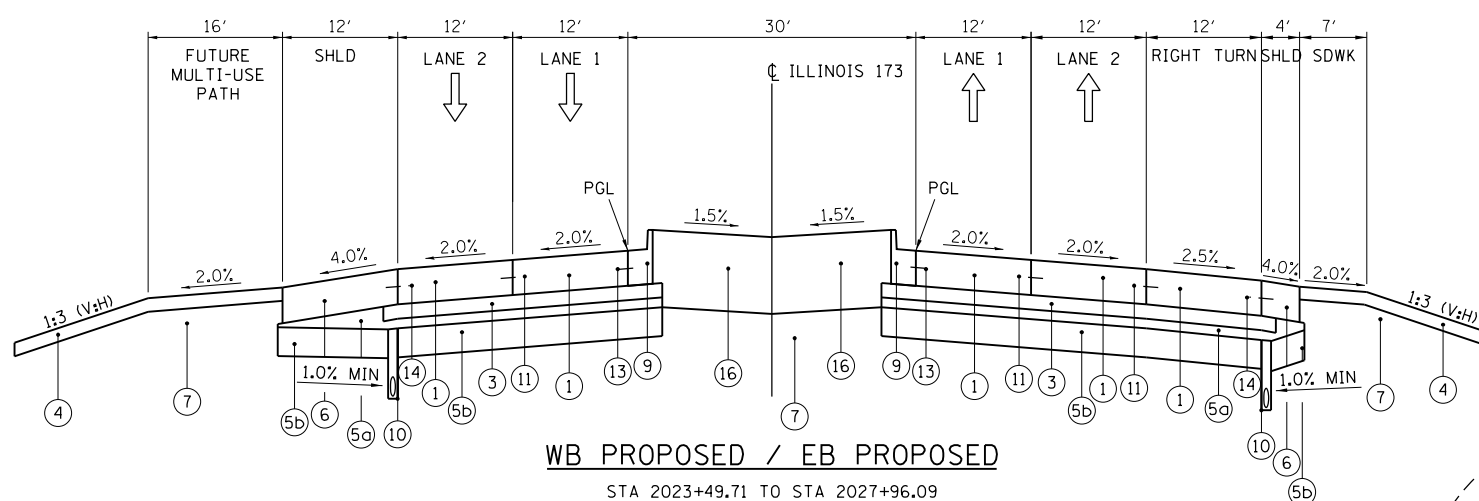 16' 12' 12' 12' 30' 12' 12' 12' 4' 7'
FUTURE MULTI-USE PATH SHLD LANE 2 LANE 1 ℄ ILLINOIS 173 LANE 1 LANE 2 RIGHT TURN SHLD SDWK
PGL PGL
1:3 (V:H) 2.0% 4.0% 2.0% 2.0% 1.5% 1.5% 2.0% 2.0% 2.5% 4.0% 2.0% 1:3 (V:H)
1.0% MIN 1.0% MIN
4 7 5b 6 5a 10 14 1 5b 3 11 1 13 9 16 7 16 9 13 1 11 3 5b 1 11 1 5a 14 10 6 5b 7 4
WB PROPOSED / EB PROPOSED
STA 2023+49.71 TO STA 2027+96.09